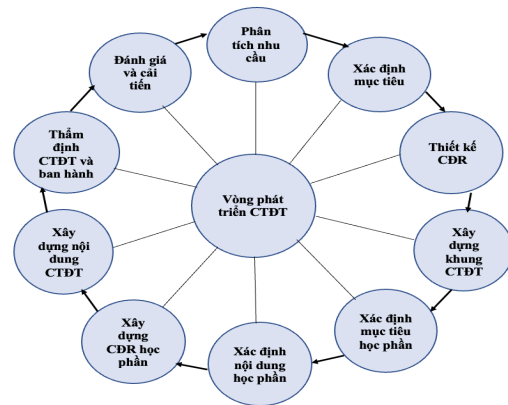 Phân
tích nhu
cầu
Xác định
mục tiêu
Thiết kế
CĐR
Xây
dựng
khung
CTĐT
Xác định
mục tiêu
học phần
Xác định
nội dung
học phần
Xây
dựng
CĐR học
phần
Xây
dựng nội
dung
CTĐT
Thẩm
định
CTĐT và
ban hành
Đánh giá
và cải
tiến
Vòng phát
triển CTĐT